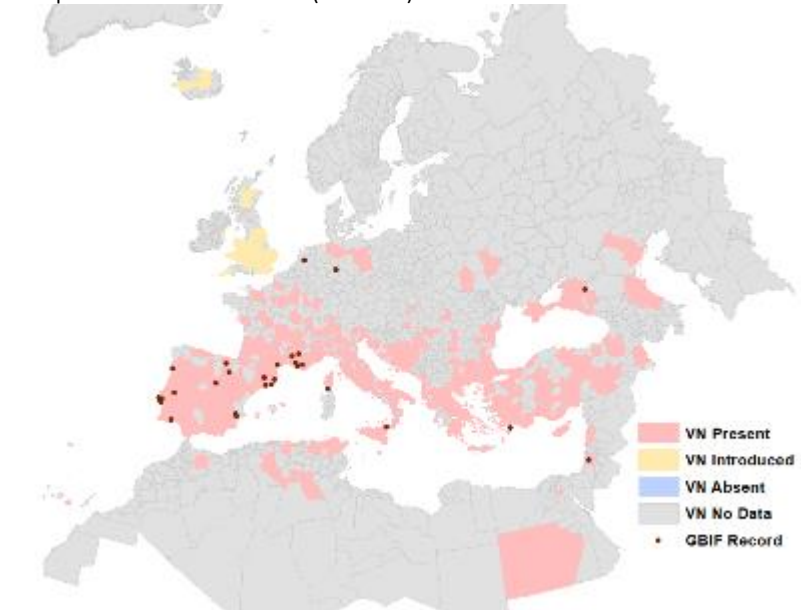 VN Present
VN Introduced
VN Absent
VN No Data
GBIF Record